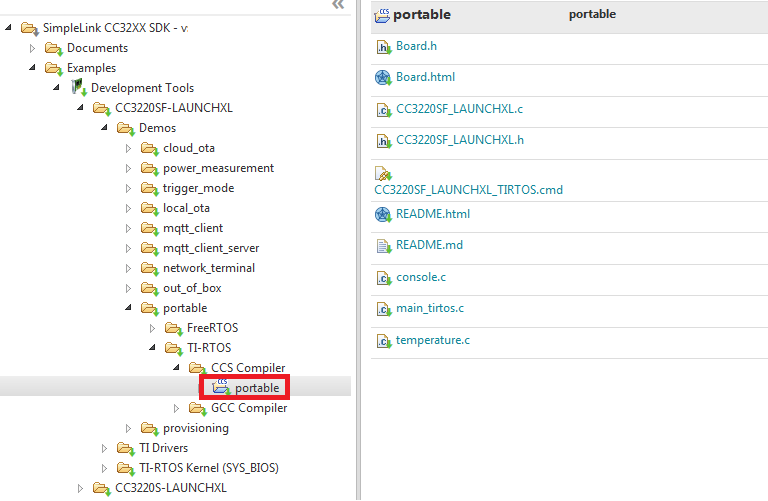 SimpleLink CC32XX SDK - v:
Documents
Examples
Development Tools
CC3220SF-LAUNCHXL
Demos
cloud_ota
power_measurement
trigger_mode
local_ota
mqtt_client
mqtt_client_server
network_terminal
out_of_box
portable
FreeRTOS
TI-RTOS
CCS Compiler
portable
GCC Compiler
provisioning
TI Drivers
TI-RTOS Kernel (SYS_BIOS)
CC3220S-LAUNCHXL
portable portable
Board.h
Board.html
CC3220SF_LAUNCHXL.c
CC3220SF_LAUNCHXL.h
CC3220SF_LAUNCHXL_TIRTOS.cmd
README.html
README.md
console.c
main_tirtos.c
temperature.c